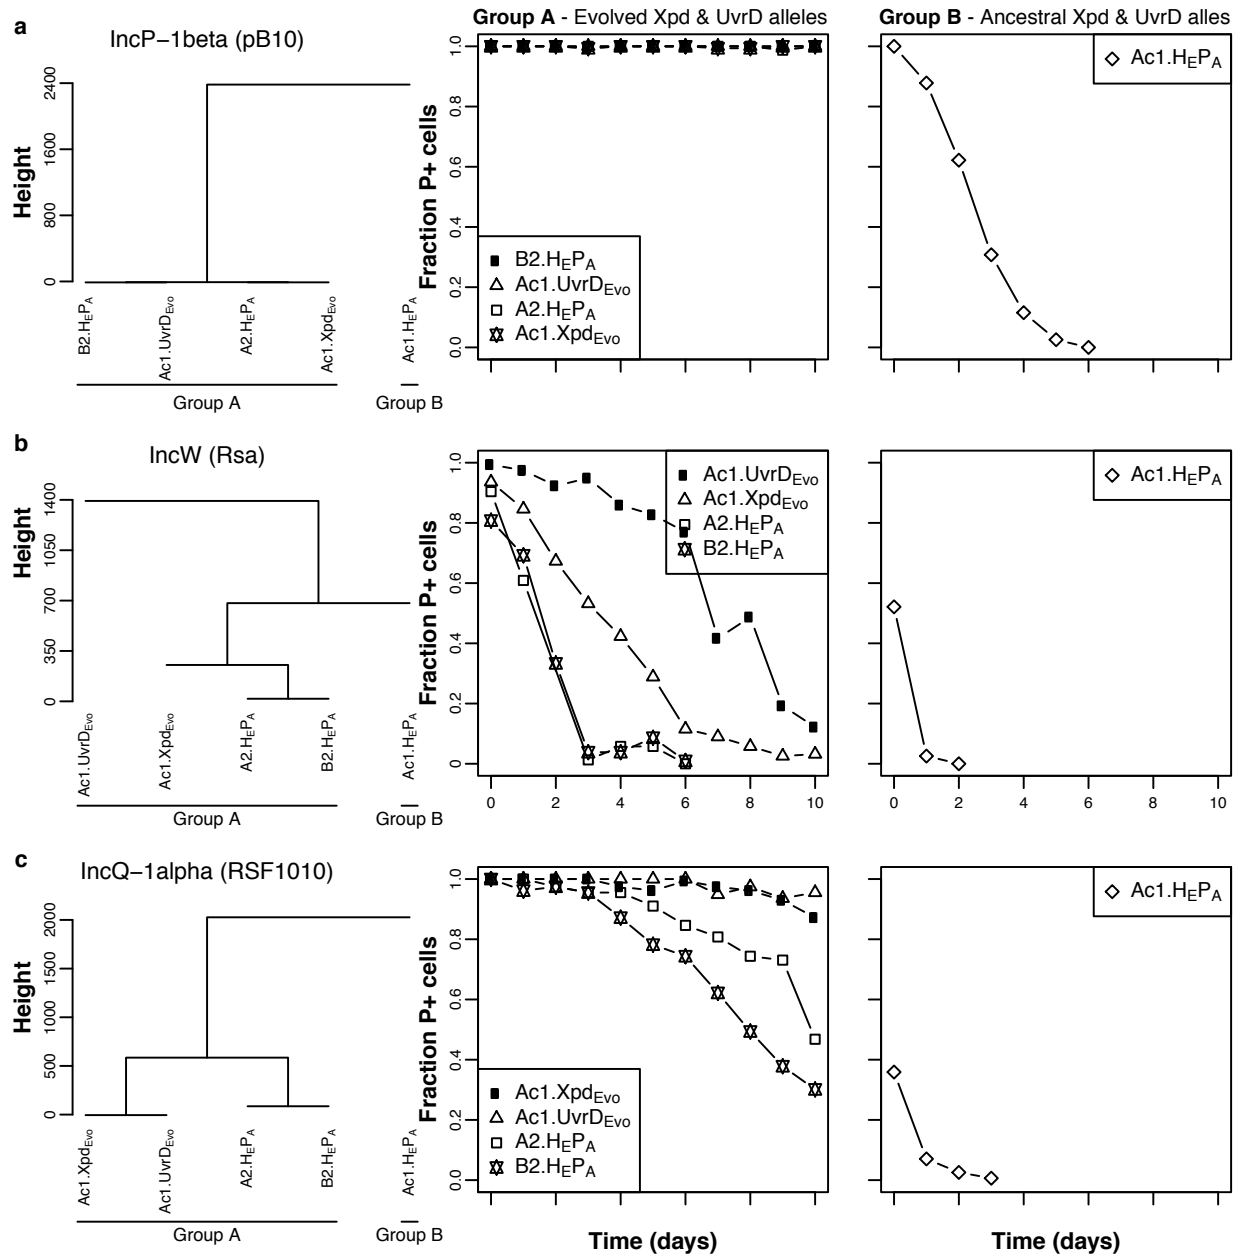 Group A - Evolved Xpd & UvrD alleles
Group B - Ancestral Xpd & UvrD alles
a
IncP−1beta (pB10)
Height
0 800 1600 2400
B2.HEPA
Ac1.UvrDEvo
A2.HEPA
Ac1.XpdEvo
Ac1.HEPA
Group A
Group B
Fraction P+ cells
0.0 0.2 0.4 0.6 0.8 1.0
B2.HEPA
Ac1.UvrDEvo
A2.HEPA
Ac1.XpdEvo
Ac1.HEPA
b
IncW (Rsa)
Height
0 350 700 1050 1400
Ac1.UvrDEvo
Ac1.XpdEvo
A2.HEPA
B2.HEPA
Ac1.HEPA
Group A
Group B
Fraction P+ cells
0 0.2 0.4 0.6 0.8 1.0
Ac1.UvrDEvo
Ac1.XpdEvo
A2.HEPA
B2.HEPA
0 2 4 6 8 10
Ac1.HEPA
0 2 4 6 8 10
c
IncQ−1alpha (RSF1010)
Height
0 500 1000 1500 2000
Ac1.XpdEvo
Ac1.UvrDEvo
A2.HEPA
B2.HEPA
Ac1.HEPA
Group A
Group B
Fraction P+ cells
0.0 0.2 0.4 0.6 0.8 1.0
Ac1.XpdEvo
Ac1.UvrDEvo
A2.HEPA
B2.HEPA
Time (days)
Ac1.HEPA
Time (days)